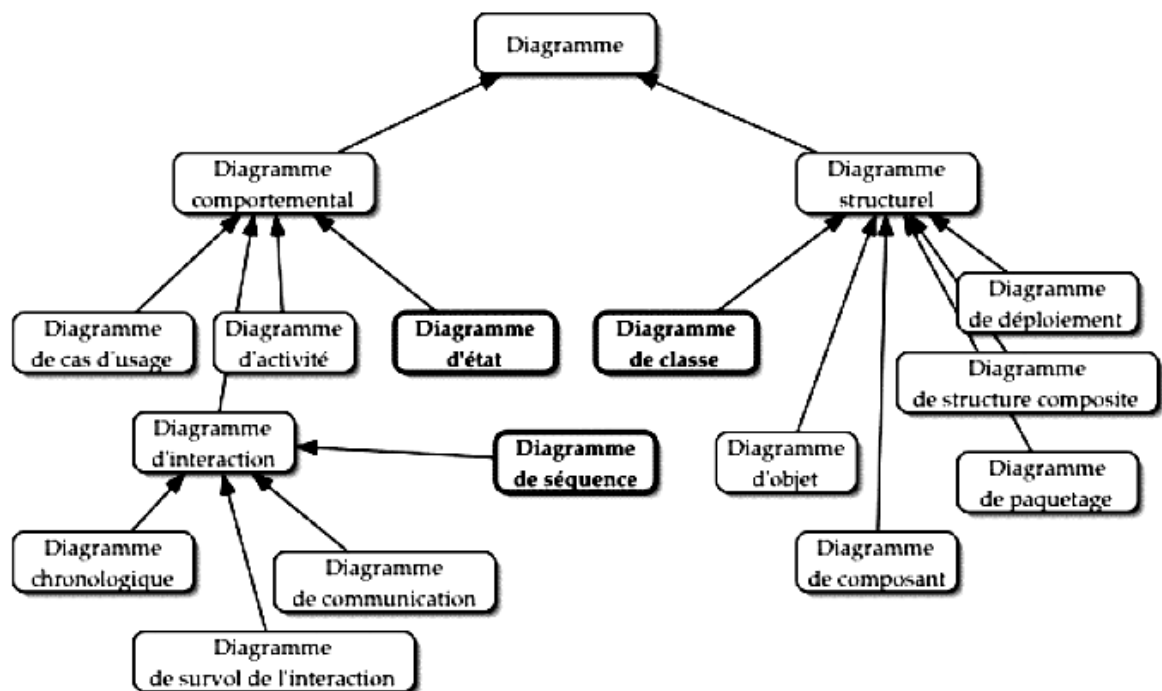 Diagramme
Diagramme
comportemental
Diagramme
structurel
Diagramme
de cas d'usage
Diagramme
d'activité
Diagramme
d'état
Diagramme
de classe
Diagramme
de déploiement
Diagramme
de structure composite
Diagramme
d'interaction
Diagramme
de séquence
Diagramme
d'objet
Diagramme
de paquetage
Diagramme
chronologique
Diagramme
de communication
Diagramme
de composant
Diagramme
de survol de l'interaction